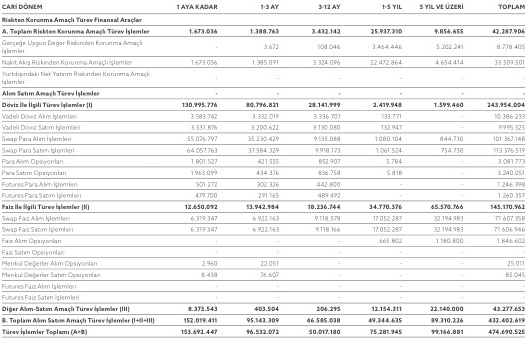 CARİ DÖNEM 1 AYA KADAR 1-3 AY 3-12 AY 1-5 YIL 5 YIL VE ÜZERİ TOPLAM
Riskten Korunma Amaçlı Türev Finansal Araçlar
A. Toplam Riskten Korunma Amaçlı Türev İşlemler 1.673.036 1.388.763 3.432.142 25.937.310 9.856.655 42.287.906
Gerçeğe Uygun Değer Riskinden Korunma Amaçlı - 3.672 108.046 3.464.446 5.202.241 8.778.405
İşlemler
Nakit Akış Riskinden Korunma Amaçlı İşlemler 1.673.036 1.385.091 3.324.096 22.472.864 4.654.414 33.509.501
Yurtdışındaki Net Yatırım Riskinden Korunma Amaçlı - - - - - -
İşlemler
Alım Satım Amaçlı Türev İşlemler - - - - - -
Döviz İle İlgili Türev İşlemler (I) 130.995.776 80.796.821 28.141.999 2.419.948 1.599.460 243.954.004
Vadeli Döviz Alım İşlemleri 3.583.742 3.332.019 3.336.701 133.771 - 10.386.233
Vadeli Döviz Satım İşlemleri 3.531.876 3.200.622 3.130.080 132.947 - 9.995.525
Swap Para Alım İşlemleri 55.076.797 35.230.429 9.135.088 1.080.104 844.730 101.367.148
Swap Para Satım İşlemleri 64.057.763 37.584.329 9.918.173 1.061.524 754.730 113.376.519
Para Alım Opsiyonları 1.801.527 421.555 852.907 5.784 - 3.081.773
Para Satım Opsiyonları 1.963.099 434.376 836.758 5.818 - 3.240.051
Futures Para Alım İşlemleri 501.272 302.326 442.800 - - 1.246.398
Futures Para Satım İşlemleri 479.700 291.165 489.492 - - 1.260.357
Faiz İle İlgili Türev İşlemler (II) 12.650.092 13.942.984 18.236.744 34.770.376 65.570.766 145.170.962
Swap Faiz Alım İşlemleri 6.319.347 6.922.163 9.118.578 17.052.287 32.194.983 71.607.358
Swap Faiz Satım İşlemleri 6.319.347 6.922.163 9.118.166 17.052.287 32.194.983 71.606.946
Faiz Alım Opsiyonları - - - 665.802 1.180.800 1.846.602
Faiz Satım Opsiyonları - - - - - -
Menkul Değerler Alım Opsiyonları 2.960 22.051 - - - 25.011
Menkul Değerler Satım Opsiyonları 8.438 76.607 - - - 85.045
Futures Faiz Alım İşlemleri - - - - - -
Futures Faiz Satım İşlemleri - - - - - -
Diğer Alım-Satım Amaçlı Türev İşlemler (III) 8.373.543 403.504 206.295 12.154.311 22.140.000 43.277.653
B. Toplam Alım Satım Amaçlı Türev İşlemler (I+II+III) 152.019.411 95.143.309 46.585.038 49.344.635 89.310.226 432.402.619
Türev İşlemler Toplamı (A+B) 153.692.447 96.532.072 50.017.180 75.281.945 99.166.881 474.690.525